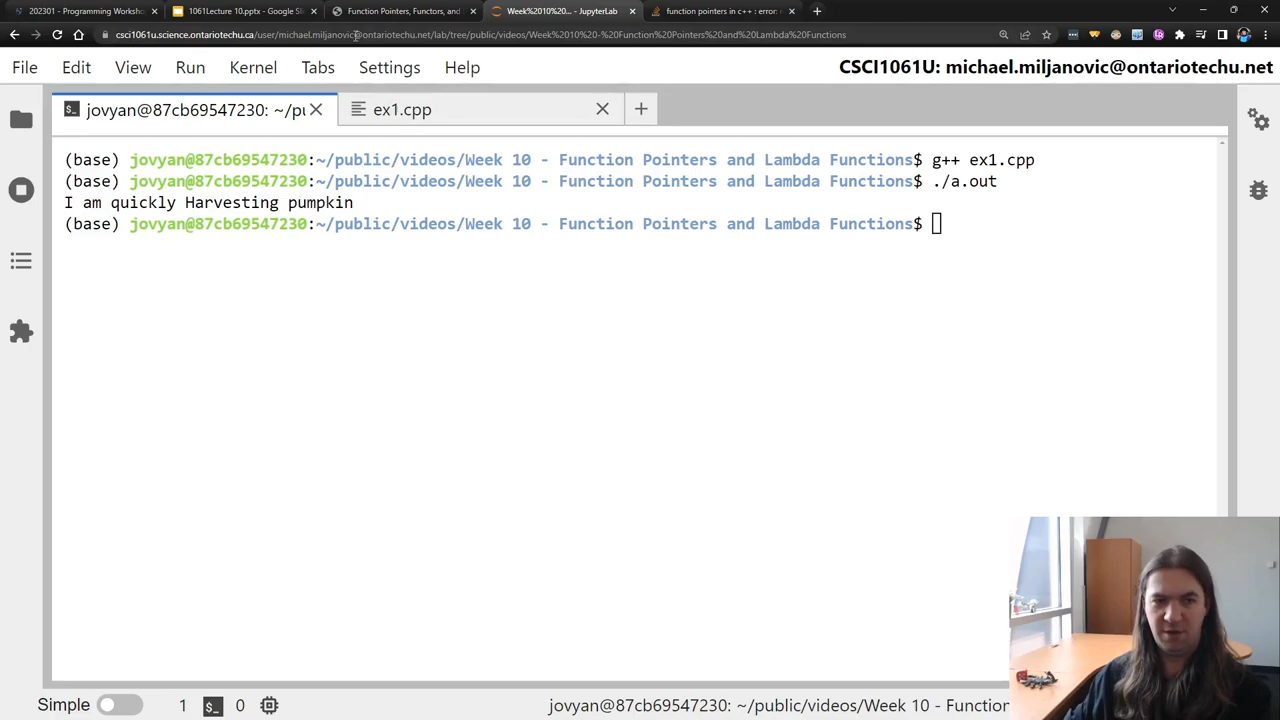 202301 - Programming Worksho
1061Lecture 10.pptx - Google Sli
Function Pointers, Functors, and
Week%2010%20... - JupyterLab
function pointers in c++ : error:
csci1061u.science.ontariotechu.ca/user/michael.miljanovic@ontariotechu.net/lab/tree/public/videos/Week%2010%20-%20Function%20Pointers%20and%20Lambda%20Functions
File Edit View Run Kernel Tabs Settings Help
CSCI1061U: michael.miljanovic@ontariotechu.net
jovyan@87cb69547230: ~/pu
ex1.cpp
(base) jovyan@87cb69547230:~/public/videos/Week 10 - Function Pointers and Lambda Functions$ g++ ex1.cpp
(base) jovyan@87cb69547230:~/public/videos/Week 10 - Function Pointers and Lambda Functions$ ./a.out
I am quickly Harvesting pumpkin
(base) jovyan@87cb69547230:~/public/videos/Week 10 - Function Pointers and Lambda Functions$
Simple 1 0
jovyan@87cb69547230: ~/public/videos/Week 10 - Function